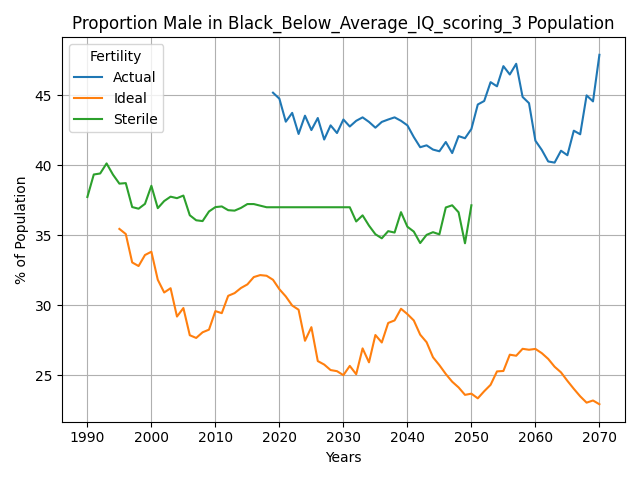 Proportion Male in Black_Below_Average_IQ_scoring_3 Population
Fertility
Actual
Ideal
Sterile
% of Population
45
40
35
30
25
1990 2000 2010 2020 2030 2040 2050 2060 2070
Years